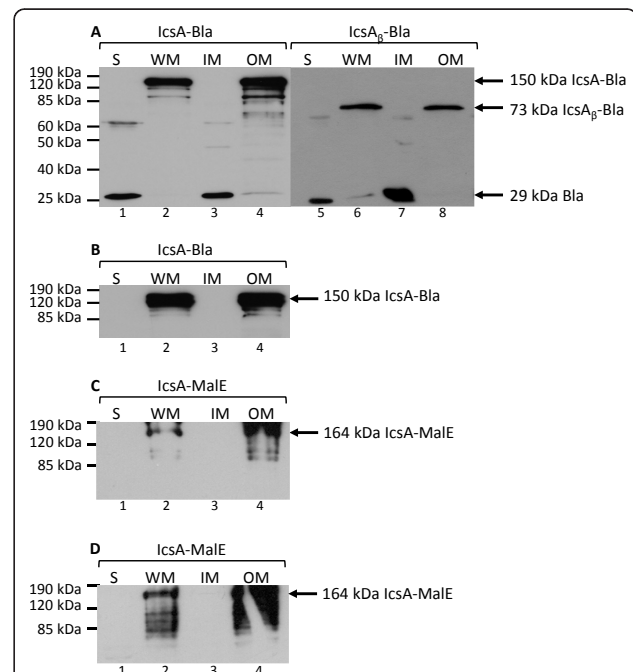 A IcsA-Bla IcsAβ-Bla
S WM IM OM S WM IM OM
190 kDa
120 kDa
85 kDa
60 kDa
50 kDa
40 kDa
25 kDa
150 kDa IcsA-Bla
73 kDa IcsAβ-Bla
29 kDa Bla
1 2 3 4 5 6 7 8
B IcsA-Bla
S WM IM OM
190 kDa
120 kDa
85 kDa
150 kDa IcsA-Bla
1 2 3 4
C IcsA-MalE
S WM IM OM
190 kDa
120 kDa
85 kDa
164 kDa IcsA-MalE
1 2 3 4
D IcsA-MalE
S WM IM OM
190 kDa
120 kDa
85 kDa
164 kDa IcsA-MalE
1 2 3 4